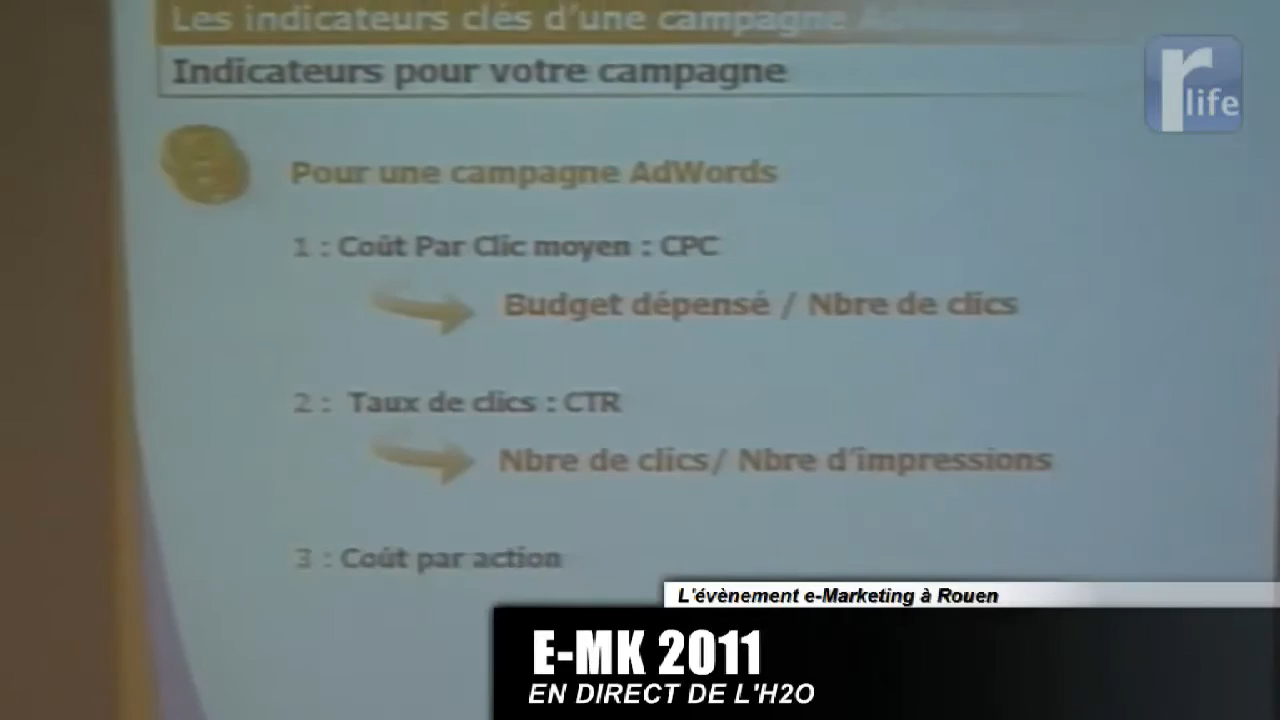 Les indicateurs clés d'une campagne AdWords
Indicateurs pour votre campagne
r life
Pour une campagne AdWords
1 : Coût Par Clic moyen : CPC
Budget dépensé / Nbre de clics
2 : Taux de clics : CTR
Nbre de clics/ Nbre d'impressions
3 : Coût par action
L'évènement e-Marketing à Rouen
E-MK 2011
EN DIRECT DE L'H2O